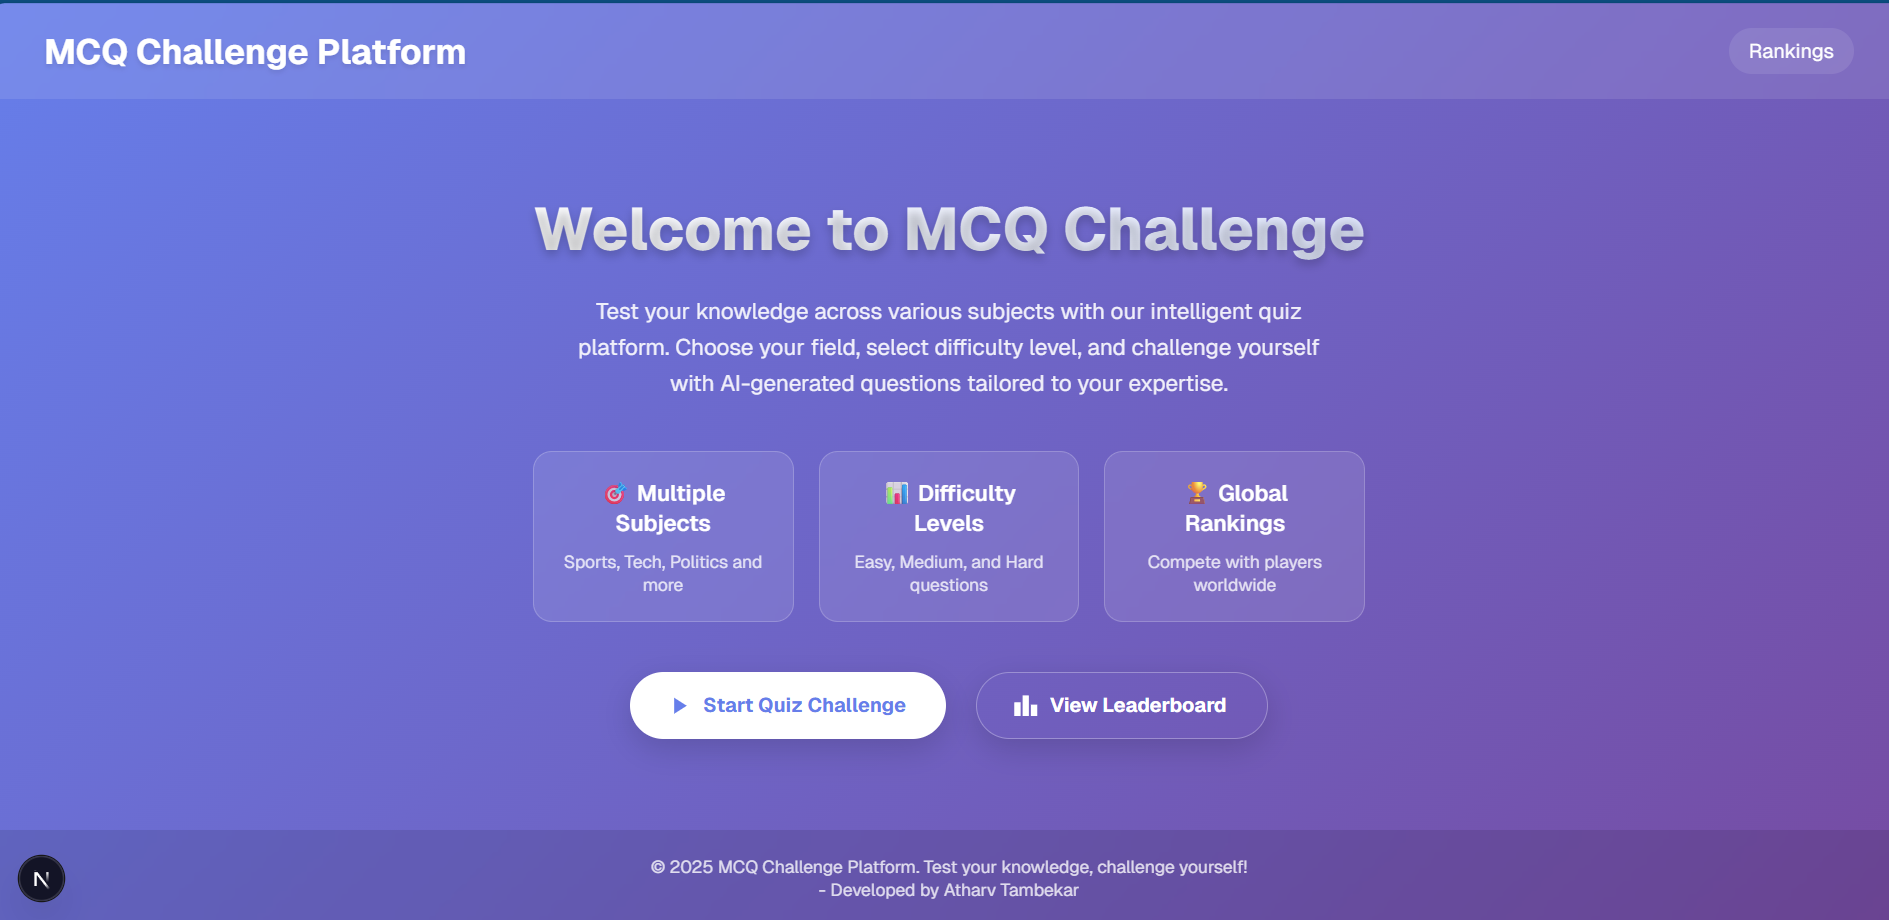 MCQ Challenge Platform
Rankings
Welcome to MCQ Challenge
Test your knowledge across various subjects with our intelligent quiz
platform. Choose your field, select difficulty level, and challenge yourself
with AI-generated questions tailored to your expertise.
🎯 Multiple
Subjects
Sports, Tech, Politics and
more
📊 Difficulty
Levels
Easy, Medium, and Hard
questions
🏆 Global
Rankings
Compete with players
worldwide
Start Quiz Challenge
View Leaderboard
© 2025 MCQ Challenge Platform. Test your knowledge, challenge yourself!
- Developed by Atharv Tambekar
N